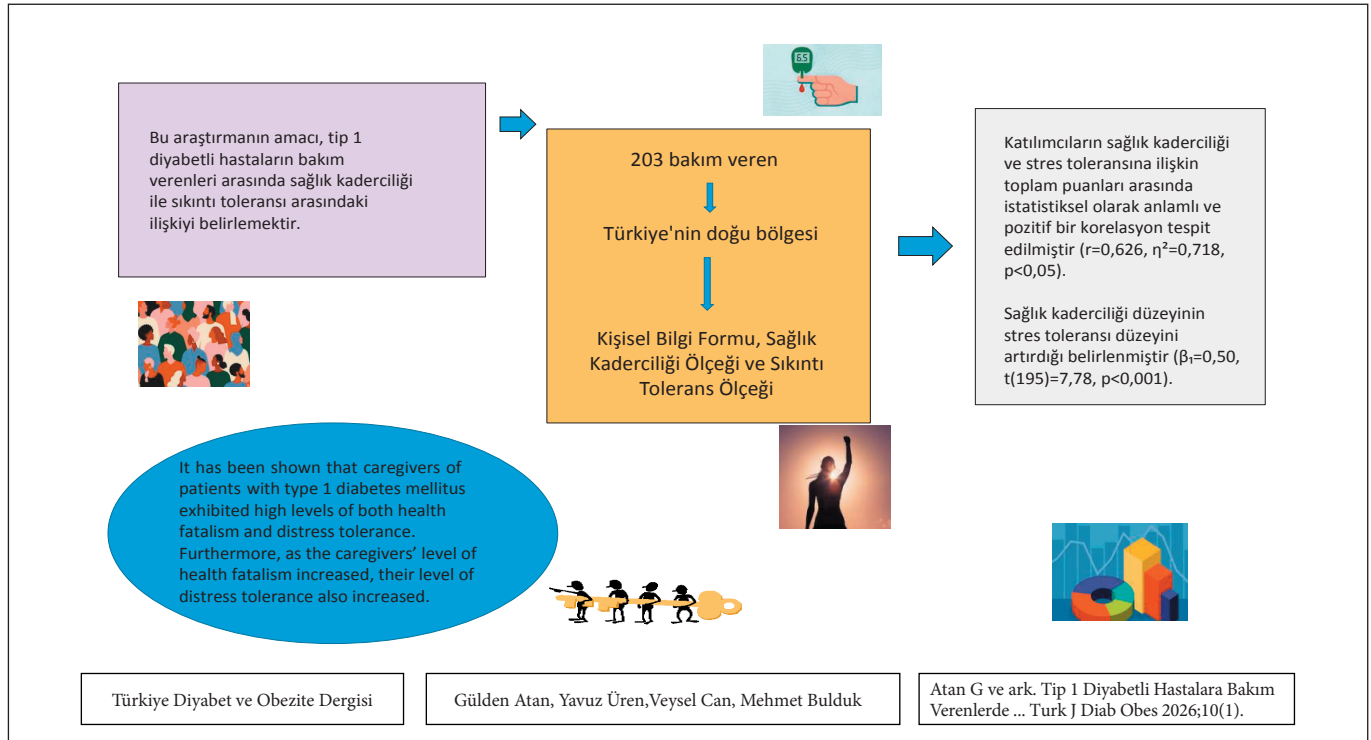 Bu araştırmanın amacı, tip 1
diyabetli hastaların bakım
verenleri arasında sağlık kaderciliği
ile sıkıntı toleransı arasındaki
ilişkiyi belirlemektir.
6.5
203 bakım veren
Türkiye'nin doğu bölgesi
Kişisel Bilgi Formu, Sağlık
Kaderciliği Ölçeği ve Sıkıntı
Tolerans Ölçeği
Katılımcıların sağlık kaderciliği
ve stres toleransına ilişkin
toplam puanları arasında
istatistiksel olarak anlamlı ve
pozitif bir korelasyon tespit
edilmiştir (r=0,626, η²=0,718,
p<0,05).
Sağlık kaderciliği düzeyinin
stres toleransı düzeyini
artırdığı belirlenmiştir (β₁=0,50,
t(195)=7,78, p<0,001).
It has been shown that caregivers of
patients with type 1 diabetes mellitus
exhibited high levels of both health
fatalism and distress tolerance.
Furthermore, as the caregivers’ level of
health fatalism increased, their level of
distress tolerance also increased.
Türkiye Diyabet ve Obezite Dergisi
Gülden Atan, Yavuz Üren,Veysel Can, Mehmet Bulduk
Atan G ve ark. Tip 1 Diyabetli Hastalara Bakım
Verenlerde ... Turk J Diab Obes 2026;10(1).